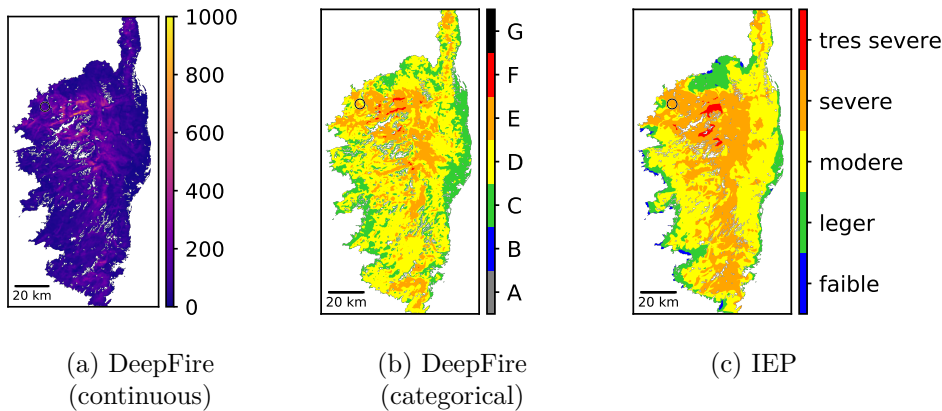 1000
800
600
400
200
0
20 km
G
F
E
D
C
B
A
20 km
tres severe
severe
modere
leger
faible
20 km
(a) DeepFire
(continuous)
(b) DeepFire
(categorical)
(c) IEP